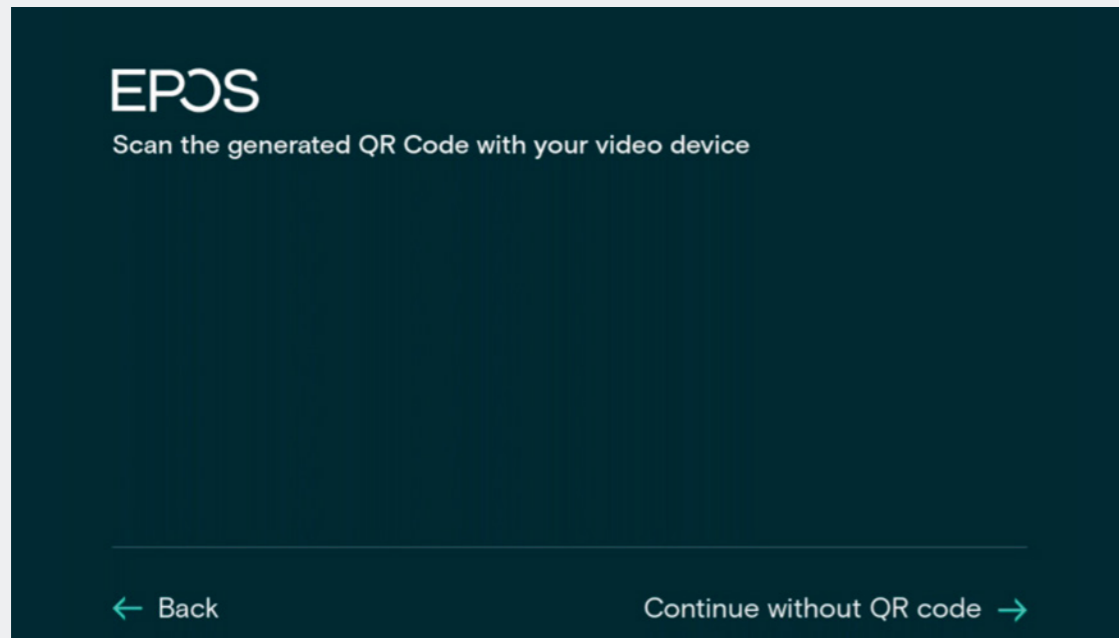 EPOS
Scan the generated QR Code with your video device
← Back
Continue without QR code →